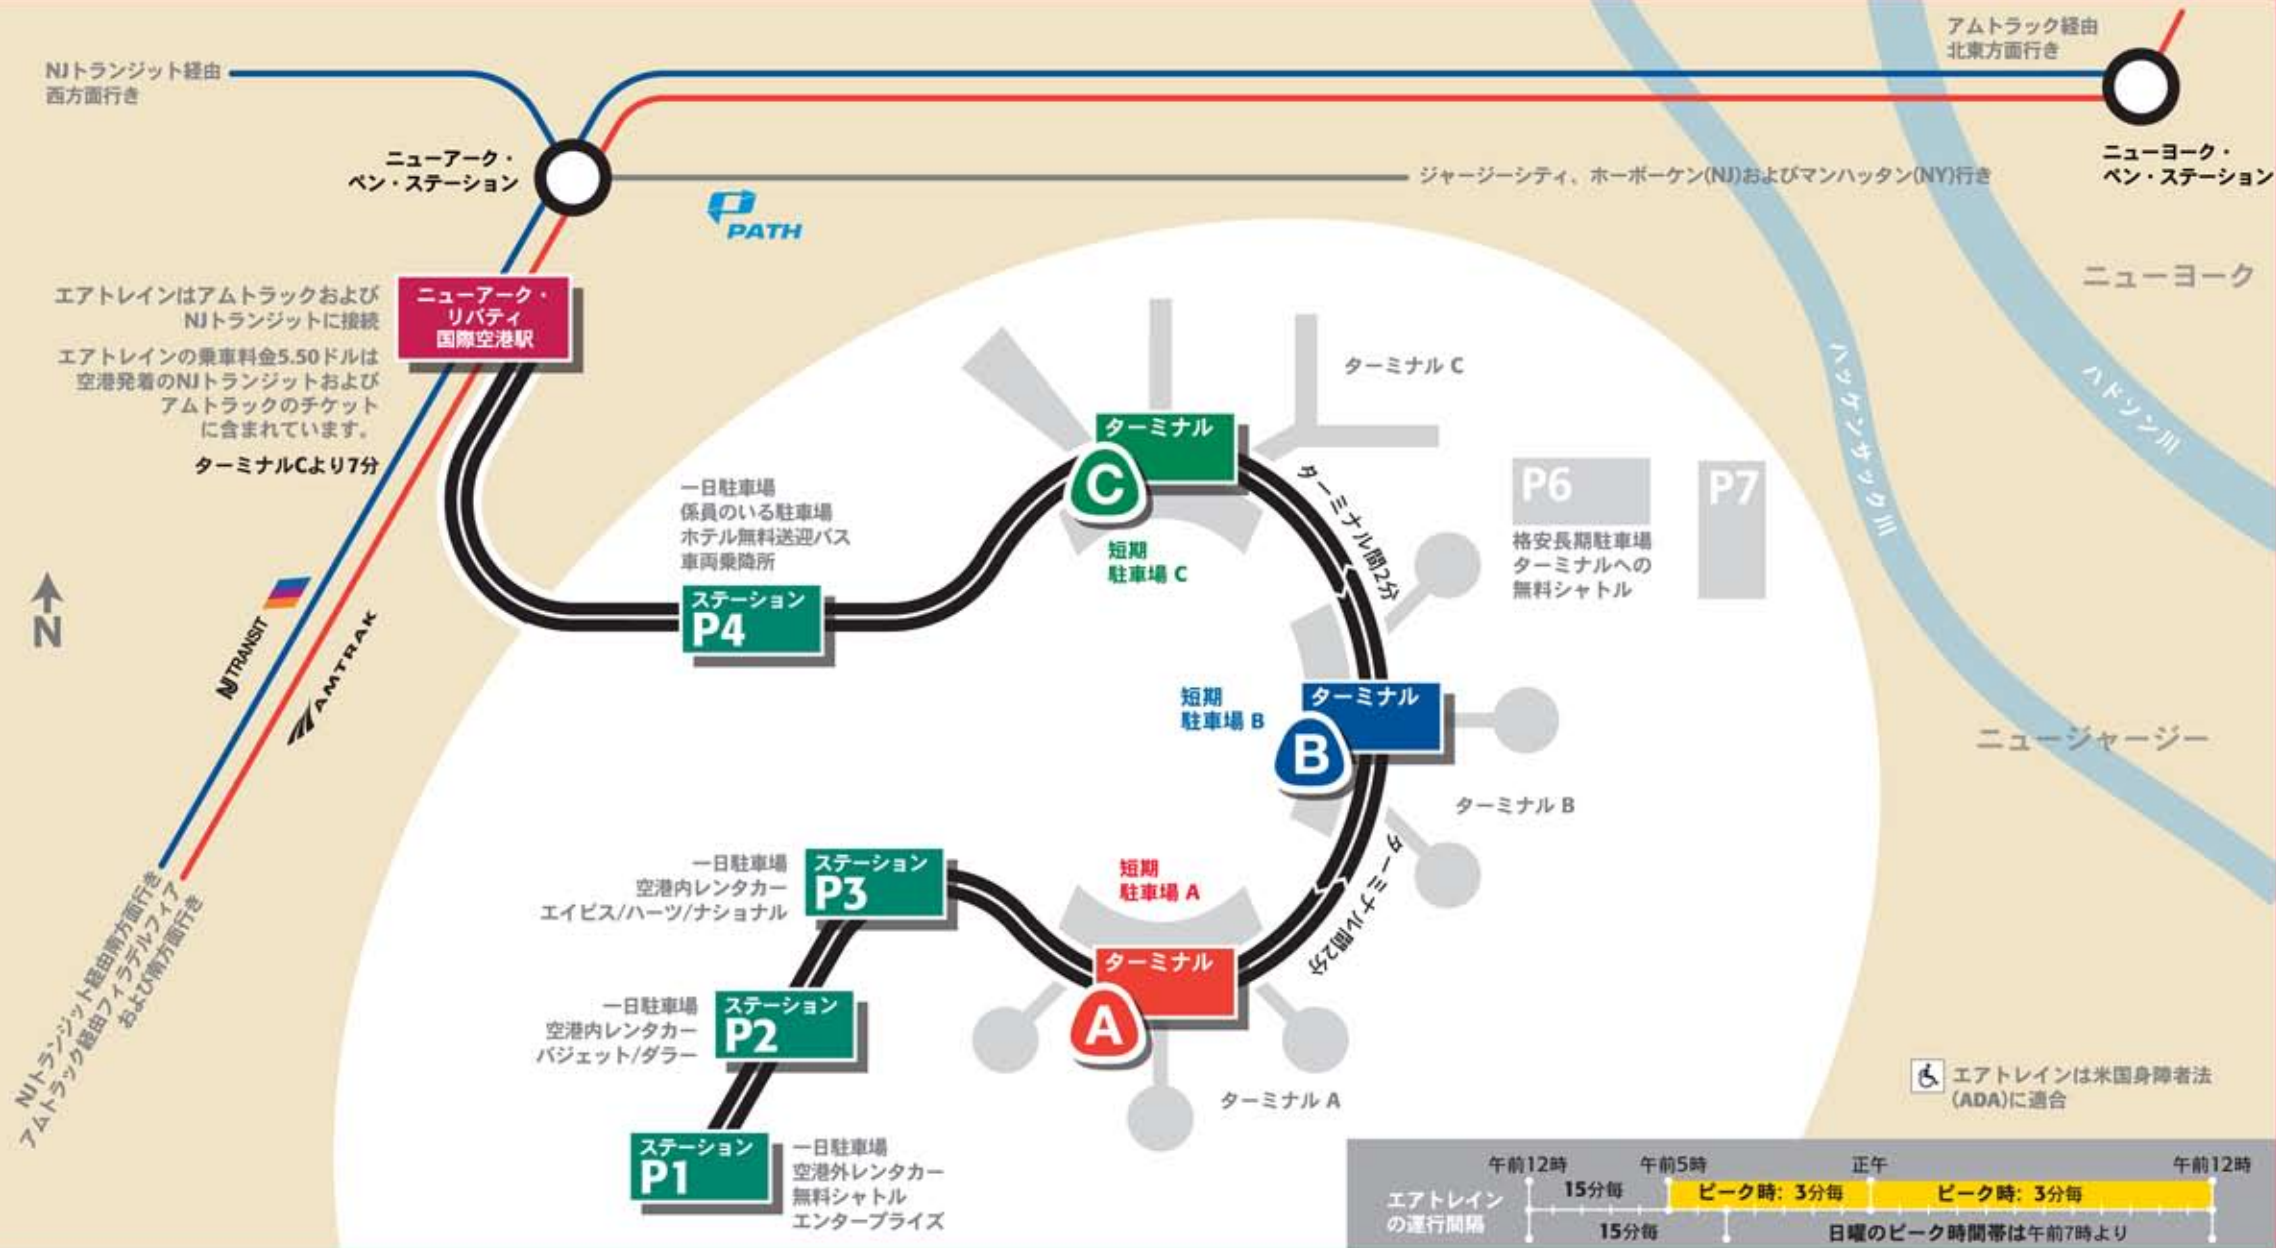 アムトラック経由
北東方面行き
NJトランジット経由
西方面行き
ニューアーク・
ペン・ステーション
PATH
ジャージーシティ、ホーボーケン(NJ)およびマンハッタン(NY)行き
ニューヨーク・
ペン・ステーション
ニューヨーク
エアトレインはアムトラックおよび
NJトランジットに接続
エアトレインの乗車料金5.50ドルは
空港発着のNJトランジットおよび
アムトラックのチケット
に含まれています。
ターミナルCより7分
ニューアーク・
リバティ
国際空港駅
ターミナル C
ターミナル
C
短期
駐車場 C
ターミナル間2分
P6
格安長期駐車場
ターミナルへの
無料シャトル
P7
ハッケンサック川
ハドソン川
一日駐車場
係員のいる駐車場
ホテル無料送迎バス
車両乗降所
ステーション
P4
N
NJ TRANSIT
AMTRAK
短期
駐車場 B
ターミナル
B
ターミナル B
ニュージャージー
ターミナル間2分
一日駐車場
空港内レンタカー
エイビス/ハーツ/ナショナル
ステーション
P3
短期
駐車場 A
ターミナル
A
ターミナル A
一日駐車場
空港内レンタカー
バジェット/ダラー
ステーション
P2
ステーション
P1
一日駐車場
空港外レンタカー
無料シャトル
エンタープライズ
NJトランジット経由南方面行き
アムトラック経由フィラデルフィア
および南方面行き
エアトレインは米国身障者法
(ADA)に適合
午前12時 午前5時 正午 午前12時
エアトレイン
の運行間隔
15分毎 ピーク時: 3分毎 ピーク時: 3分毎
15分毎 日曜のピーク時間帯は午前7時より